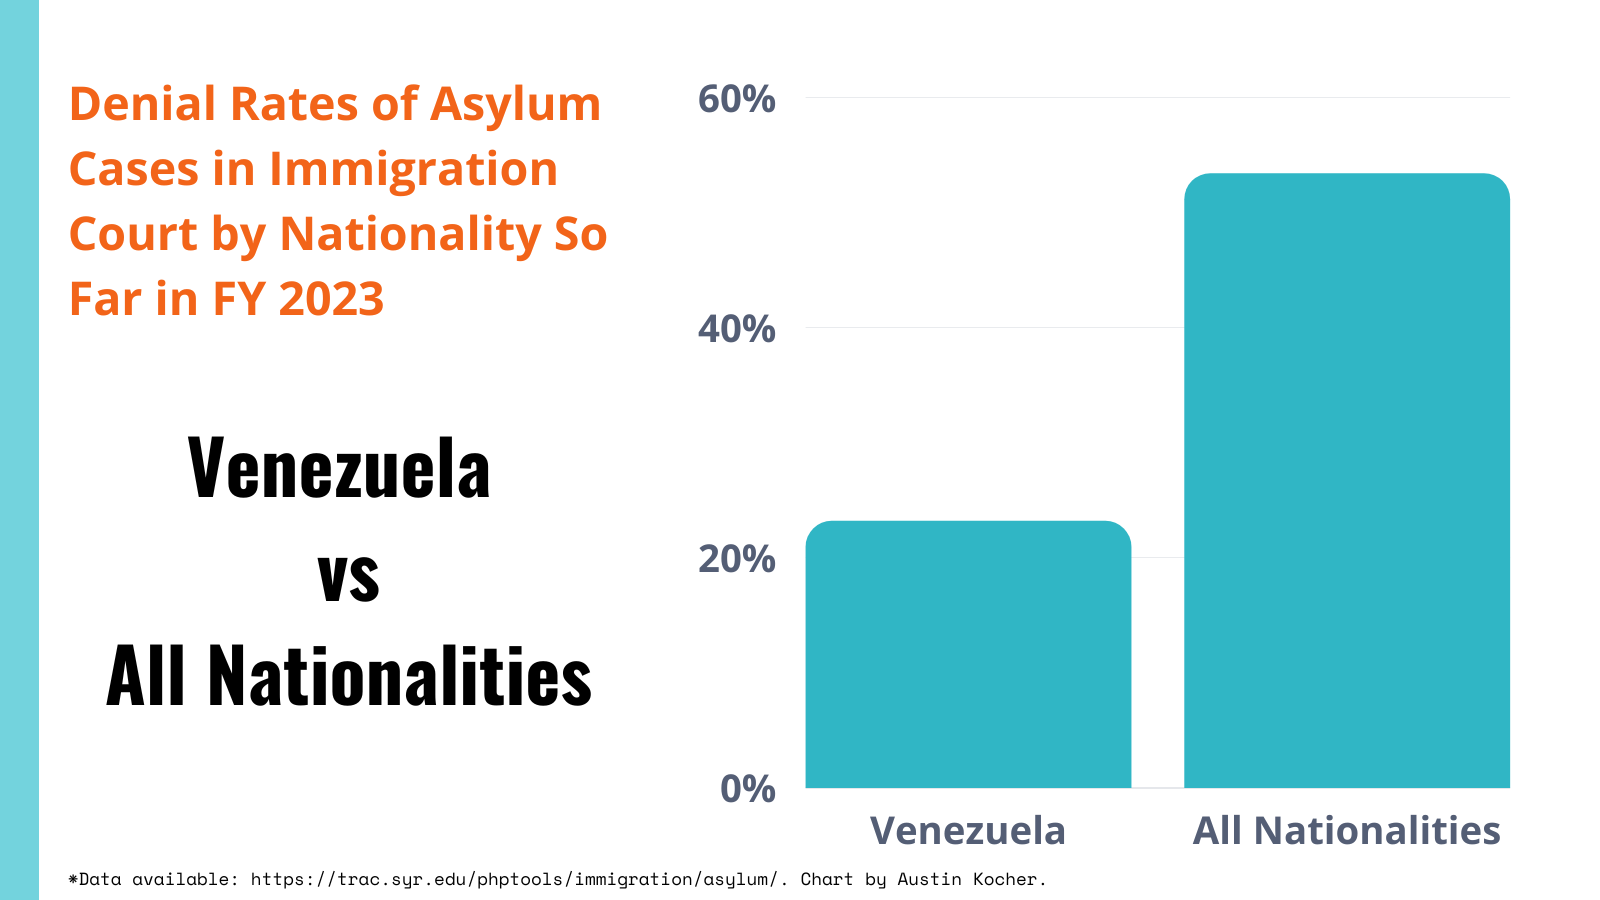 Denial Rates of Asylum
Cases in Immigration
Court by Nationality So
Far in FY 2023
Venezuela
vs
All Nationalities
60%
40%
20%
0%
Venezuela
All Nationalities
*Data available: https://trac.syr.edu/phptools/immigration/asylum/. Chart by Austin Kocher.